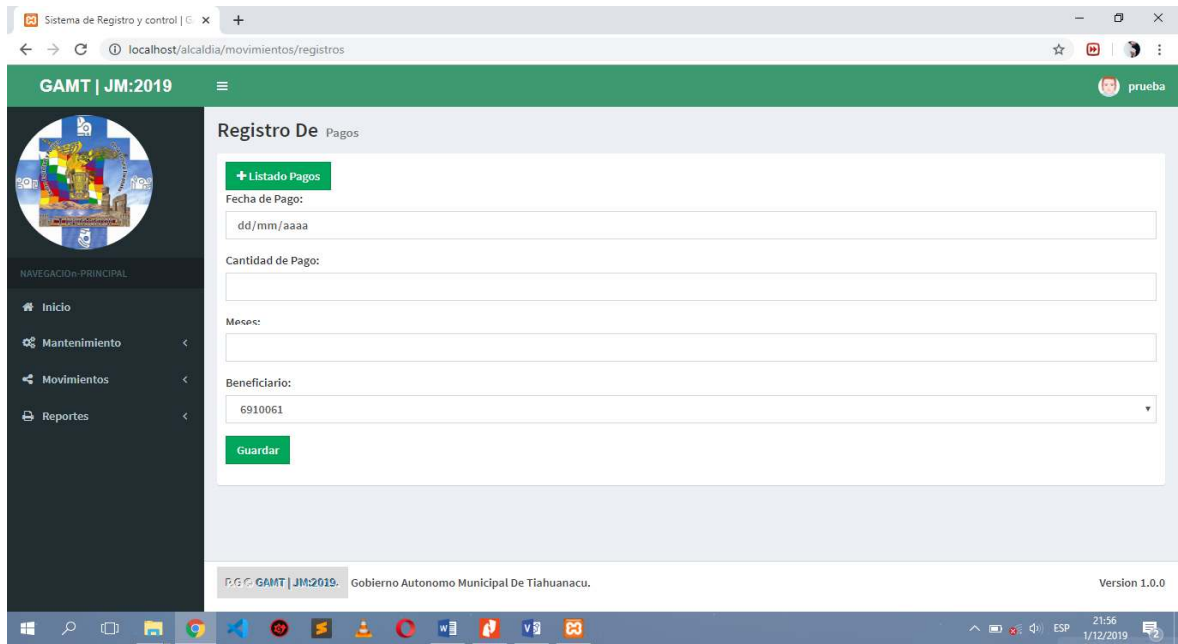 Sistema de Registro y control | G
localhost/alcaldia/movimientos/registros
GAMT | JM:2019
prueba
Registro De Pagos
Listado Pagos
Fecha de Pago:
dd/mm/aaaa
NAVEGACIOn-PRINCIPAL
Cantidad de Pago:
Inicio
Meses:
Mantenimiento
Movimientos
Beneficiario:
6910061
Reportes
Guardar
GAMT | JM:2019. Gobierno Autonomo Municipal De Tiahuanacu.
Version 1.0.0
ESP
21:56
1/12/2019